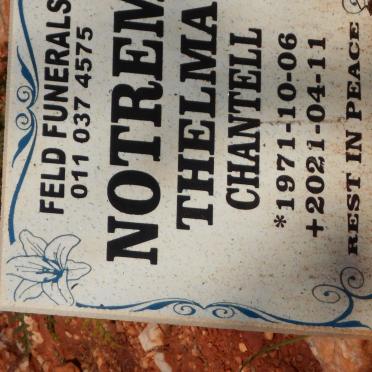 FELD FUNERALS
011 037 4575
THELMA
CHANTELL
*1971-10-06
+2021-04-11
REST IN PEACE